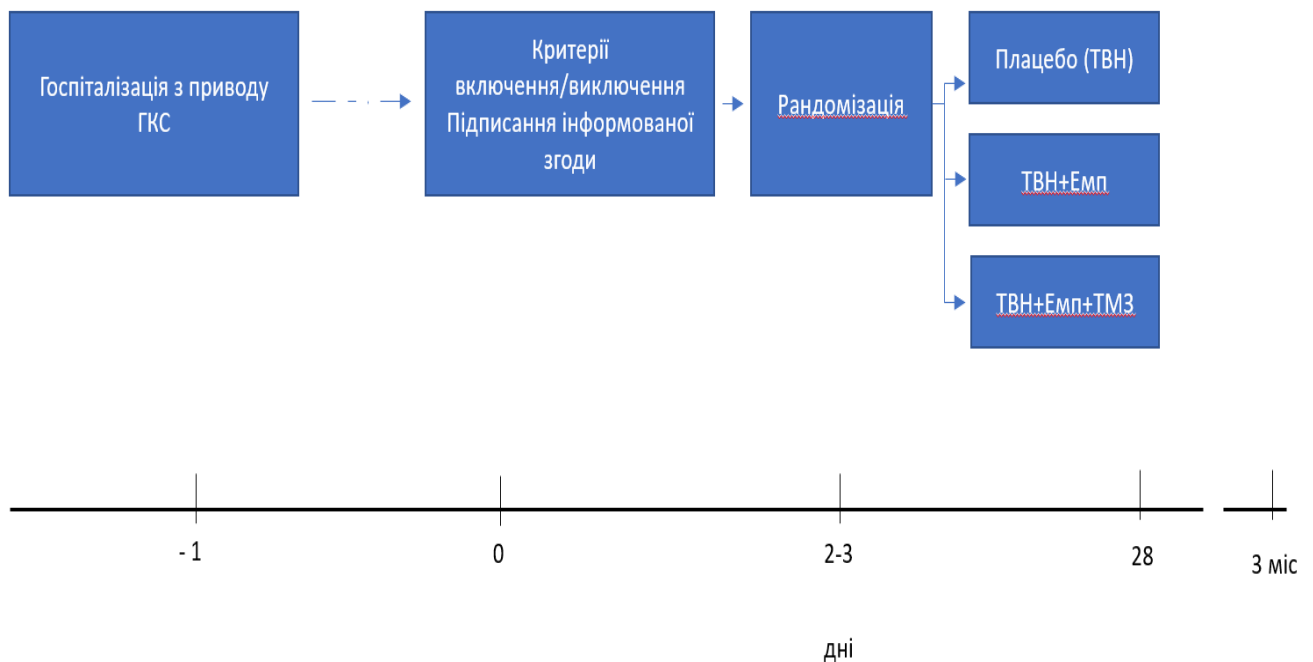 Госпіталізація з приводу
ГКС
Критерії
включення/виключення
Підписання інформованої
згоди
Рандомізація
Плацебо (ТВН)
ТВН+Емп
ТВН+Емп+ТМЗ
- 1
0
2-3
28
3 міс
дні